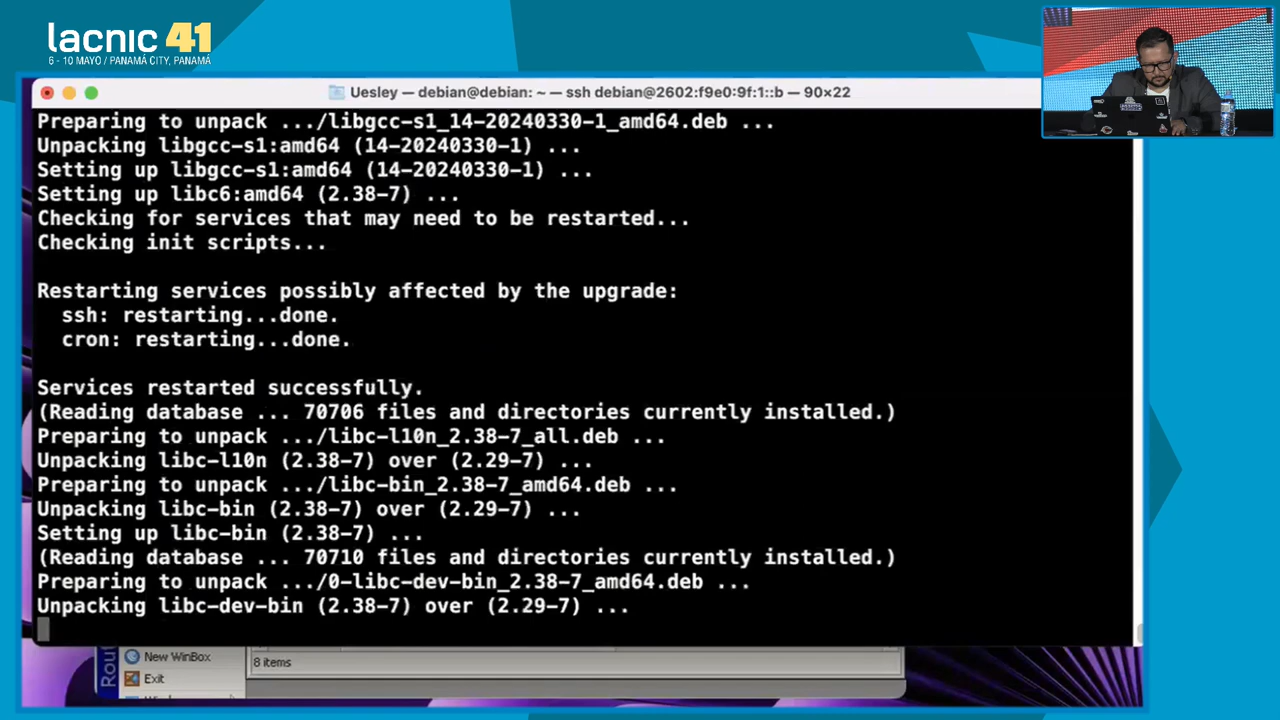 lacnic 41
6 - 10 MAYO / PANAMÁ CITY, PANAMÁ
Uesley — debian@debian: ~ — ssh debian@2602:f9e0:9f:1::b — 90x22
Preparing to unpack .../libgcc-s1_14-20240330-1_amd64.deb ...
Unpacking libgcc-s1:amd64 (14-20240330-1) ...
Setting up libgcc-s1:amd64 (14-20240330-1) ...
Setting up libc6:amd64 (2.38-7) ...
Checking for services that may need to be restarted...
Checking init scripts...
Restarting services possibly affected by the upgrade:
ssh: restarting...done.
cron: restarting...done.
Services restarted successfully.
(Reading database ... 70706 files and directories currently installed.)
Preparing to unpack .../libc-l10n_2.38-7_all.deb ...
Unpacking libc-l10n (2.38-7) over (2.29-7) ...
Preparing to unpack .../libc-bin_2.38-7_amd64.deb ...
Unpacking libc-bin (2.38-7) over (2.29-7) ...
Setting up libc-bin (2.38-7) ...
(Reading database ... 70710 files and directories currently installed.)
Preparing to unpack .../0-libc-dev-bin_2.38-7_amd64.deb ...
Unpacking libc-dev-bin (2.38-7) over (2.29-7) ...
Rout
New WinBox
8 items
Exit